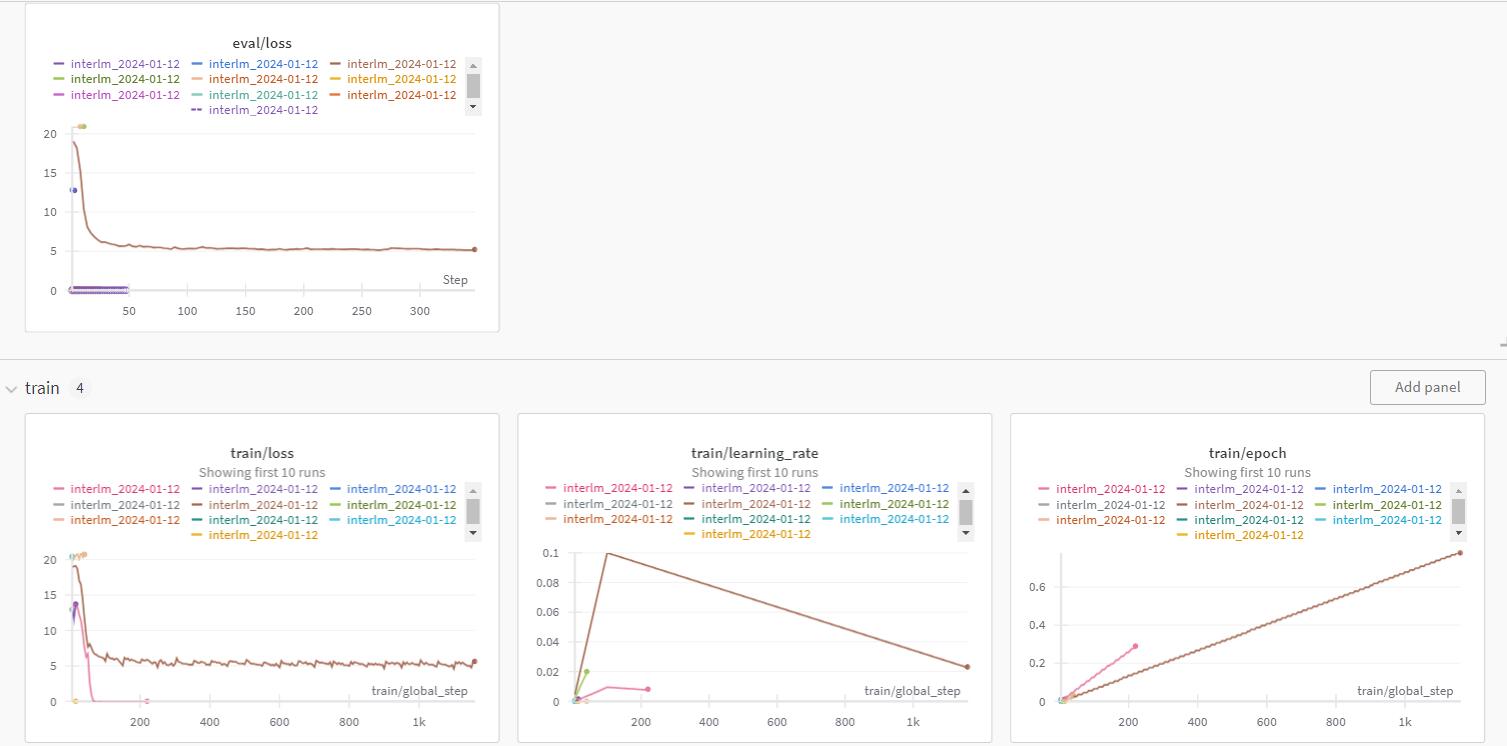 eval/loss
interlm_2024-01-12 interlm_2024-01-12 interlm_2024-01-12
interlm_2024-01-12 interlm_2024-01-12 interlm_2024-01-12
interlm_2024-01-12 interlm_2024-01-12 interlm_2024-01-12
interlm_2024-01-12
20
15
10
5
0
Step
50 100 150 200 250 300
train 4
Add panel
train/loss
Showing first 10 runs
interlm_2024-01-12 interlm_2024-01-12 interlm_2024-01-12
interlm_2024-01-12 interlm_2024-01-12 interlm_2024-01-12
interlm_2024-01-12 interlm_2024-01-12 interlm_2024-01-12
interlm_2024-01-12
20
15
10
5
0
train/global_step
200 400 600 800 1k
train/learning_rate
Showing first 10 runs
interlm_2024-01-12 interlm_2024-01-12 interlm_2024-01-12
interlm_2024-01-12 interlm_2024-01-12 interlm_2024-01-12
interlm_2024-01-12 interlm_2024-01-12 interlm_2024-01-12
interlm_2024-01-12
0.1
0.08
0.06
0.04
0.02
0
train/global_step
200 400 600 800 1k
train/epoch
Showing first 10 runs
interlm_2024-01-12 interlm_2024-01-12 interlm_2024-01-12
interlm_2024-01-12 interlm_2024-01-12 interlm_2024-01-12
interlm_2024-01-12 interlm_2024-01-12 interlm_2024-01-12
interlm_2024-01-12
0.6
0.4
0.2
0
train/global_step
200 400 600 800 1k